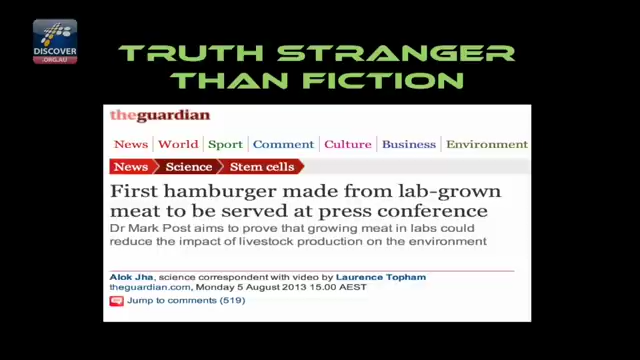 DISCOVER
.ORG.AU
TRUTH STRANGER
THAN FICTION
theguardian
News World Sport Comment Culture Business Environment
News Science Stem cells
First hamburger made from lab-grown
meat to be served at press conference
Dr Mark Post aims to prove that growing meat in labs could
reduce the impact of livestock production on the environment
Alok Jha, science correspondent with video by Laurence Topham
theguardian.com, Monday 5 August 2013 15.00 AEST
Jump to comments (519)